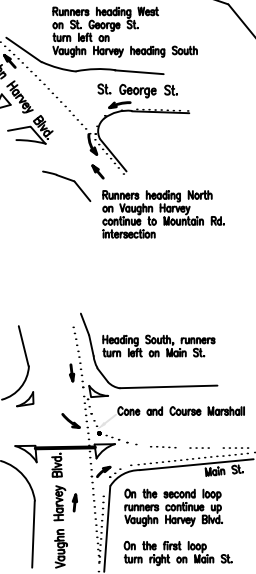 Runners heading West
on St. George St.
turn left on
Vaughn Harvey heading South
St. George St.
Harvey Blvd.
Runners heading North
on Vaughn Harvey
continue to Mountain Rd.
intersection
Heading South, runners
turn left on Main St.
Cone and Course Marshall
Main St.
Vaughn Harvey Blvd.
On the second loop
runners continue up
Vaughn Harvey Blvd.
On the first loop
turn right on Main St.